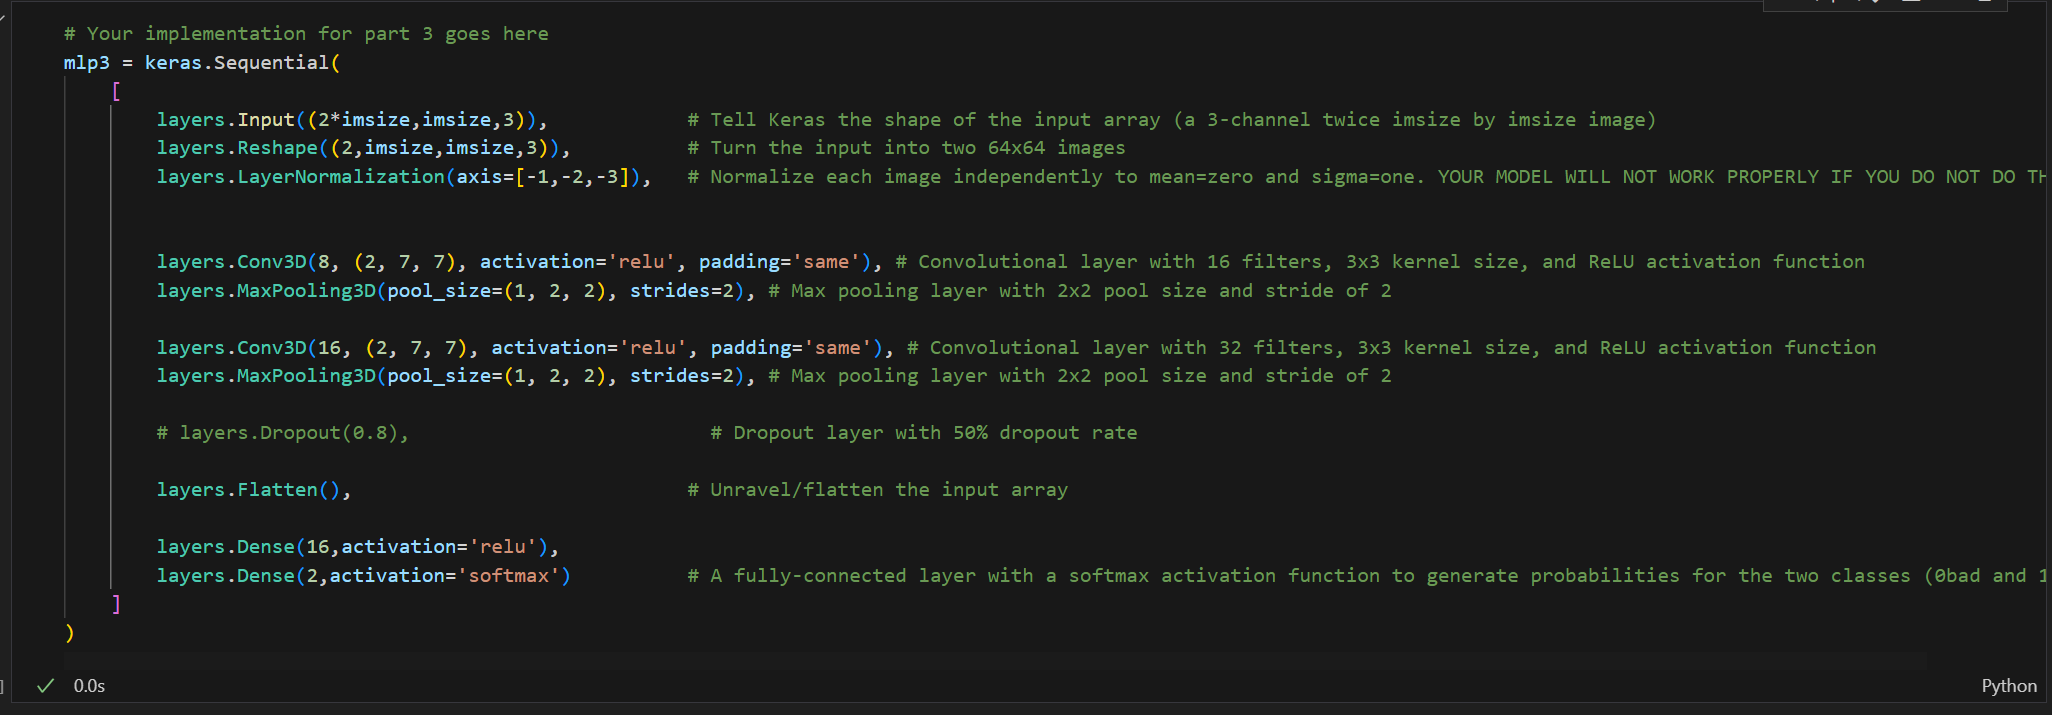 # Your implementation for part 3 goes here
mlp3 = keras.Sequential(
[
layers.Input((2*imsize,imsize,3)), # Tell Keras the shape of the input array (a 3-channel twice imsize by imsize image)
layers.Reshape((2,imsize,imsize,3)), # Turn the input into two 64x64 images
layers.LayerNormalization(axis=[-1,-2,-3]), # Normalize each image independently to mean=zero and sigma=one. YOUR MODEL WILL NOT WORK PROPERLY IF YOU DO NOT DO TH
layers.Conv3D(8, (2, 7, 7), activation='relu', padding='same'), # Convolutional layer with 16 filters, 3x3 kernel size, and ReLU activation function
layers.MaxPooling3D(pool_size=(1, 2, 2), strides=2), # Max pooling layer with 2x2 pool size and stride of 2
layers.Conv3D(16, (2, 7, 7), activation='relu', padding='same'), # Convolutional layer with 32 filters, 3x3 kernel size, and ReLU activation function
layers.MaxPooling3D(pool_size=(1, 2, 2), strides=2), # Max pooling layer with 2x2 pool size and stride of 2
# layers.Dropout(0.8), # Dropout layer with 50% dropout rate
layers.Flatten(), # Unravel/flatten the input array
layers.Dense(16,activation='relu'),
layers.Dense(2,activation='softmax') # A fully-connected layer with a softmax activation function to generate probabilities for the two classes (0bad and 1
]
)
] 0.0s Python